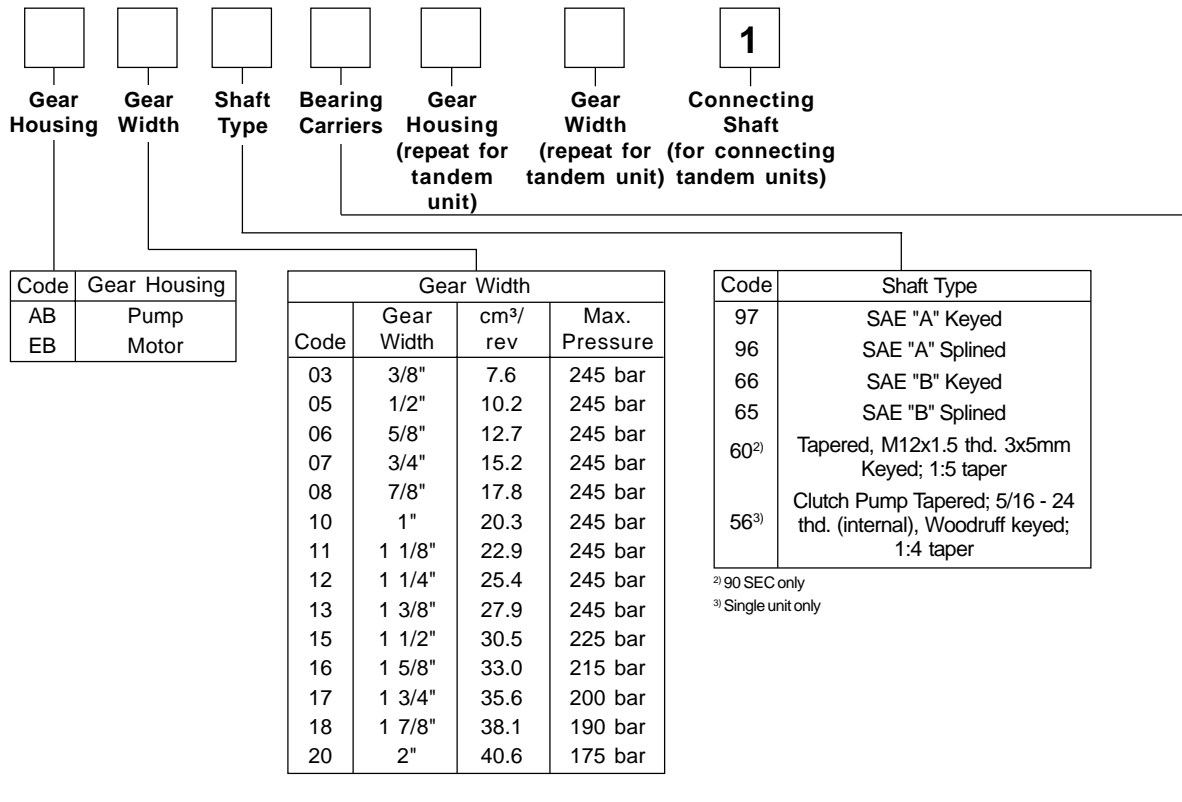 1
Gear Housing
Gear Width
Shaft Type
Bearing Carriers
Gear Housing (repeat for tandem unit)
Gear Width (repeat for tandem unit)
Connecting Shaft (for connecting tandem units)
Code Gear Housing
AB Pump
EB Motor
Gear Width
Code Gear Width cm³/ rev Max. Pressure
03 3/8" 7.6 245 bar
05 1/2" 10.2 245 bar
06 5/8" 12.7 245 bar
07 3/4" 15.2 245 bar
08 7/8" 17.8 245 bar
10 1" 20.3 245 bar
11 1 1/8" 22.9 245 bar
12 1 1/4" 25.4 245 bar
13 1 3/8" 27.9 245 bar
15 1 1/2" 30.5 225 bar
16 1 5/8" 33.0 215 bar
17 1 3/4" 35.6 200 bar
18 1 7/8" 38.1 190 bar
20 2" 40.6 175 bar
Code Shaft Type
97 SAE "A" Keyed
96 SAE "A" Splined
66 SAE "B" Keyed
65 SAE "B" Splined
60²⁾ Tapered, M12x1.5 thd. 3x5mm
Keyed; 1:5 taper
56³⁾ Clutch Pump Tapered; 5/16 - 24
thd. (internal), Woodruff keyed;
1:4 taper
²⁾ 90 SEC only
³⁾ Single unit only